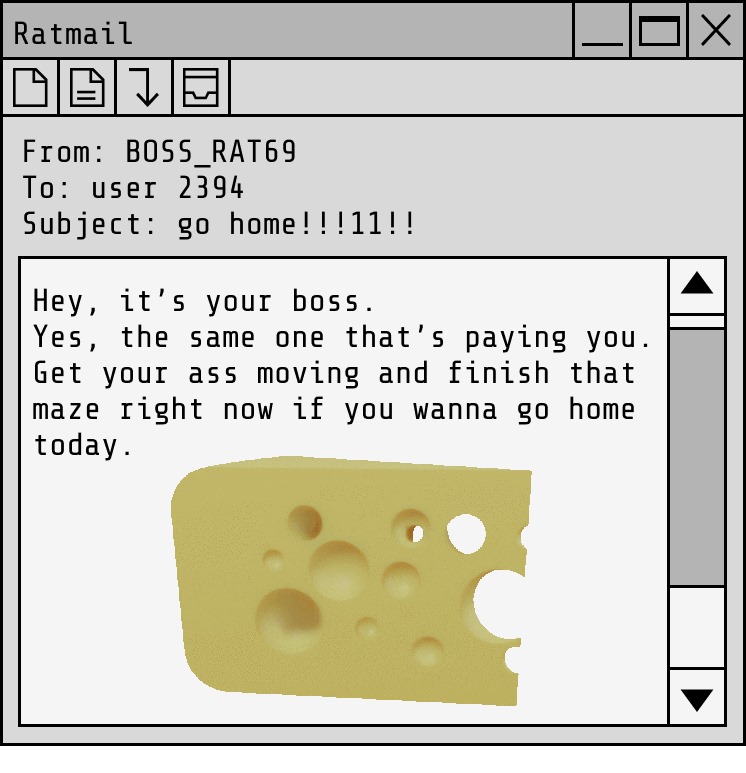 Ratmail
From: BOSS_RAT69
To: user 2394
Subject: go home!!!11!!
Hey, it's your boss.
Yes, the same one that's paying you.
Get your ass moving and finish that
maze right now if you wanna go home
today.